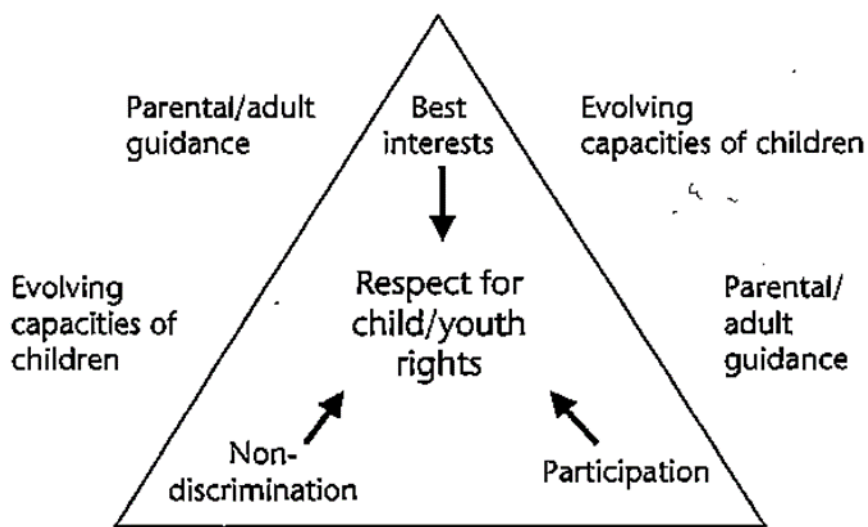 Parental/adult
guidance
Best
interests
Evolving
capacities of children
Evolving
capacities of
children
Respect for
child/youth
rights
Parental/
adult
guidance
Non-
discrimination
Participation